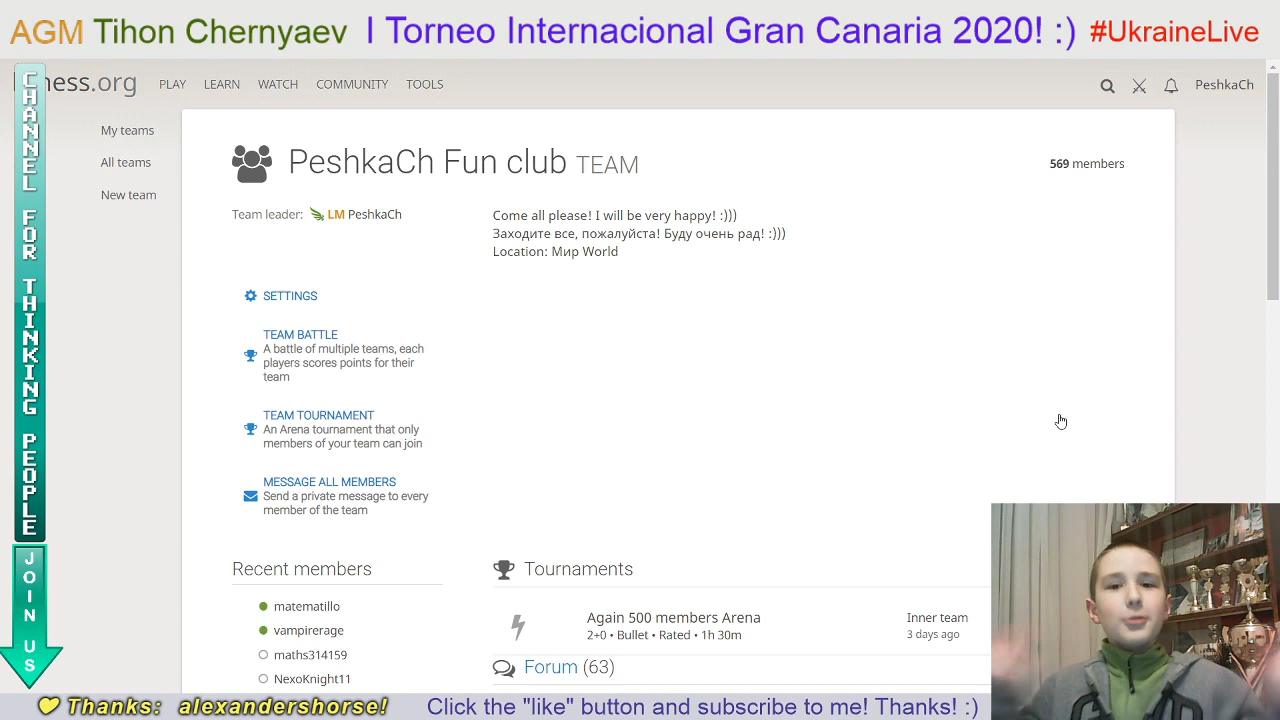 AGM Tihon Chernyaev I Torneo Internacional Gran Canaria 2020! :) #UkraineLive
CHANNEL FOR THINKING PEOPLE
JOIN US
hess.org
PLAY LEARN WATCH COMMUNITY TOOLS
PeshkaCh
My teams
All teams
New team
PeshkaCh Fun club TEAM
569 members
Team leader: LM PeshkaCh
Come all please! I will be very happy! :)))
Заходите все, пожалуйста! Буду очень рад! :)))
Location: Мир World
SETTINGS
TEAM BATTLE
A battle of multiple teams, each
players scores points for their
team
TEAM TOURNAMENT
An Arena tournament that only
members of your team can join
MESSAGE ALL MEMBERS
Send a private message to every
member of the team
Recent members
matematillo
vampirerage
maths314159
NexoKnight11
Tournaments
Again 500 members Arena
2+0 • Bullet • Rated • 1h 30m
Inner team
3 days ago
Forum (63)
Thanks: alexandershorse!
Click the "like" button and subscribe to me! Thanks! :)